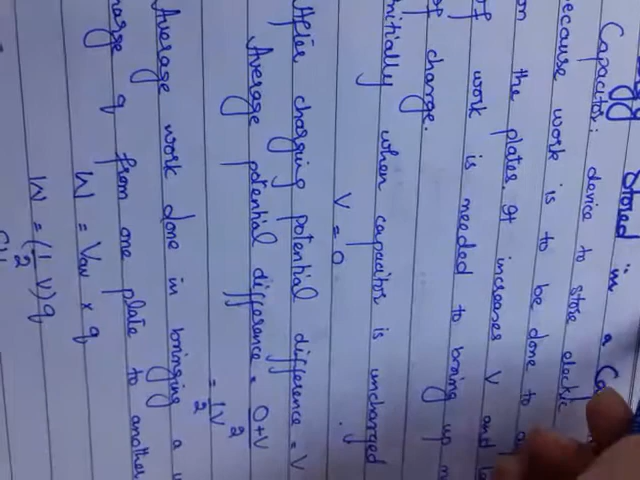 Stored in a
Capacitor: device to store electric
because work is to be done to
on the plates. It increases V and
of work is needed to bring up
of charge.
Initially when capacitor is uncharged
V = 0
After charging potential difference = V
Average potential difference = 0+V/2
= 1/2 V
Average work done in bringing a
charge q from one plate to another
W = Vav × q
W = (1/2 V)q